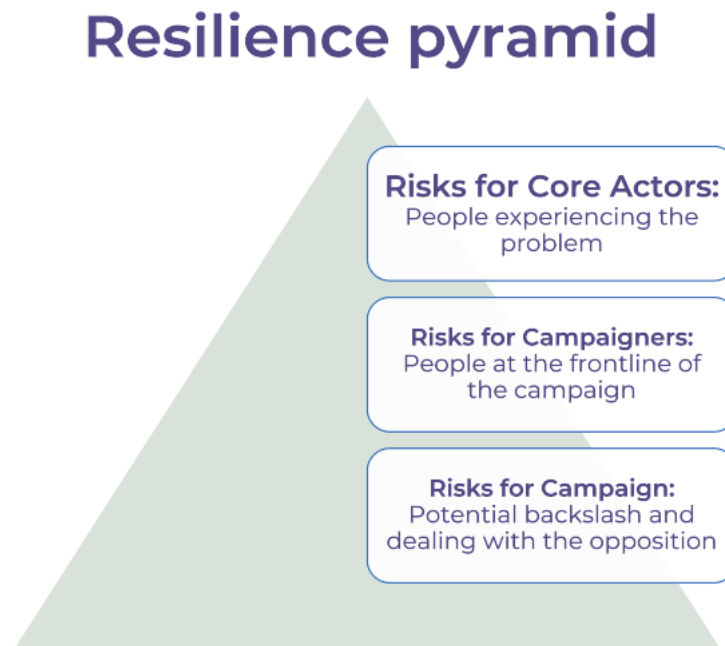 Resilience pyramid
Risks for Core Actors:
People experiencing the
problem
Risks for Campaigners:
People at the frontline of
the campaign
Risks for Campaign:
Potential backslash and
dealing with the opposition